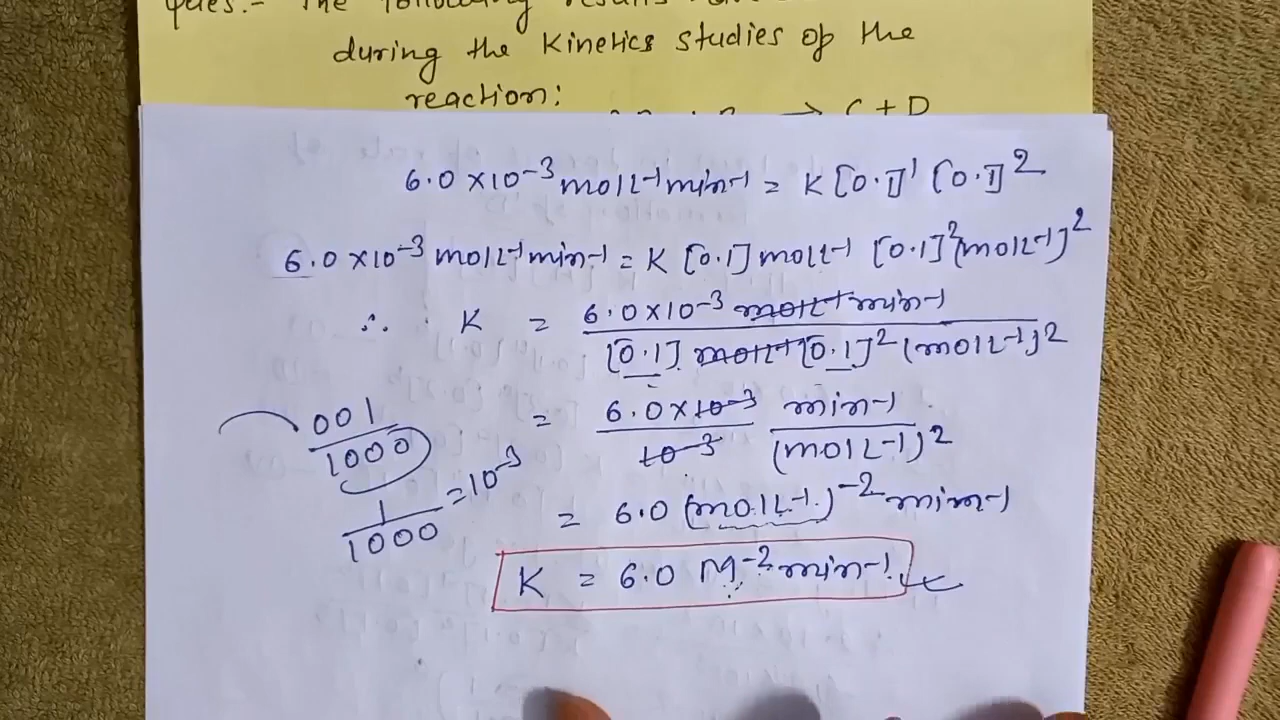 Ques.- The following results
during the Kinetics studies of the
reaction:
→ C + D
6.0 ×10⁻³ mol L⁻¹ min⁻¹ = K [0.1]¹ [0.1]²
6.0 ×10⁻³ mol L⁻¹ min⁻¹ = K [0.1] mol L⁻¹ [0.1]² (mol L⁻¹)²
∴ K = 6.0 ×10⁻³ mol L⁻¹ min⁻¹ / [0.1] mol L⁻¹ [0.1]² (mol L⁻¹)²
= 6.0 ×10⁻³ / 10⁻³ min⁻¹ / (mol L⁻¹)²
001 / 1000
1 / 1000 = 10⁻³
= 6.0 (mol L⁻¹)⁻² min⁻¹
K = 6.0 M⁻² min⁻¹